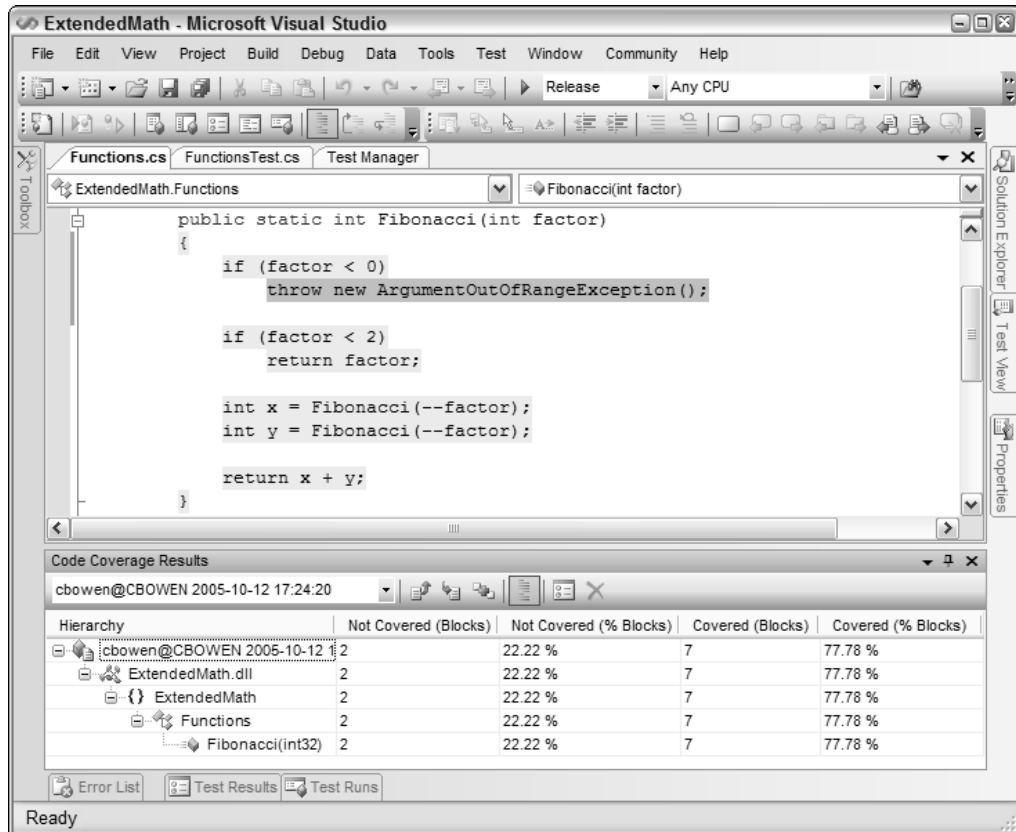 ExtendedMath - Microsoft Visual Studio
File Edit View Project Build Debug Data Tools Test Window Community Help
Release Any CPU
Functions.cs FunctionsTest.cs Test Manager
Toolbox
ExtendedMath.Functions Fibonacci(int factor)
public static int Fibonacci(int factor)
{
if (factor < 0)
throw new ArgumentOutOfRangeException();
if (factor < 2)
return factor;
int x = Fibonacci(--factor);
int y = Fibonacci(--factor);
return x + y;
}
Solution Explorer
Test View
Properties
Code Coverage Results
cbowen@CBOWEN 2005-10-12 17:24:20
Hierarchy Not Covered (Blocks) Not Covered (% Blocks) Covered (Blocks) Covered (% Blocks)
cbowen@CBOWEN 2005-10-12 1 2 22.22 % 7 77.78 %
ExtendedMath.dll 2 22.22 % 7 77.78 %
{} ExtendedMath 2 22.22 % 7 77.78 %
Functions 2 22.22 % 7 77.78 %
Fibonacci(int32) 2 22.22 % 7 77.78 %
Error List Test Results Test Runs
Ready